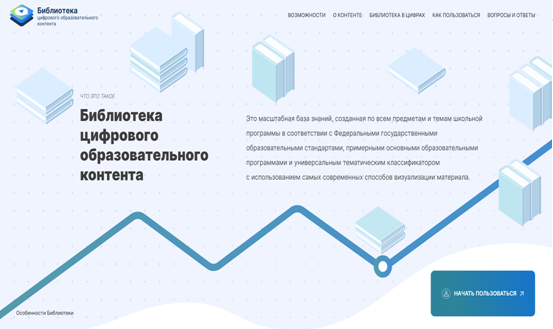 Библиотека
цифрового образовательного
контента
ВОЗМОЖНОСТИ О КОНТЕНТЕ БИБЛИОТЕКА В ЦИФРАХ КАК ПОЛЬЗОВАТЬСЯ ВОПРОСЫ И ОТВЕТЫ
ЧТО ЭТО ТАКОЕ
Библиотека
цифрового
образовательного
контента
Это масштабная база знаний, созданная по всем предметам и темам школьной
программы в соответствии с Федеральными государственными
образовательными стандартами, примерными основными образовательными
программами и универсальным тематическим классификатором
с использованием самых современных способов визуализации материала.
НАЧАТЬ ПОЛЬЗОВАТЬСЯ
Особенности Библиотеки